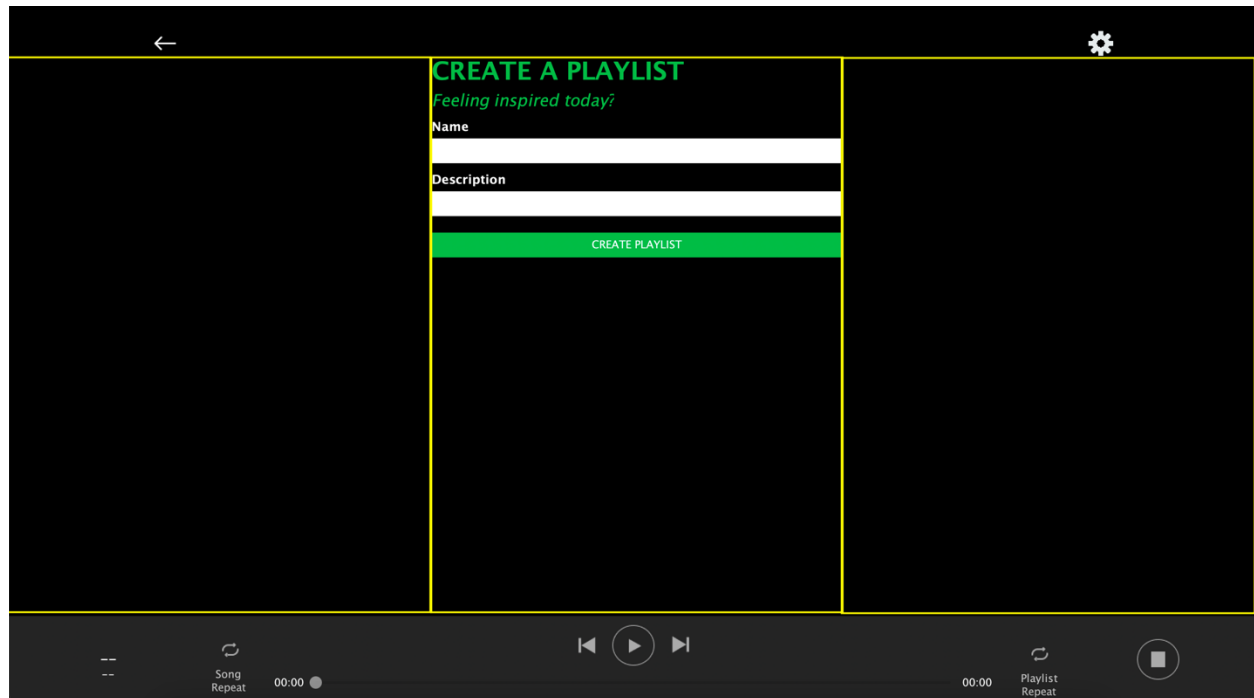 CREATE A PLAYLIST
Feeling inspired today?
Name
Description
CREATE PLAYLIST
--
--
Song
Repeat
00:00
00:00
Playlist
Repeat